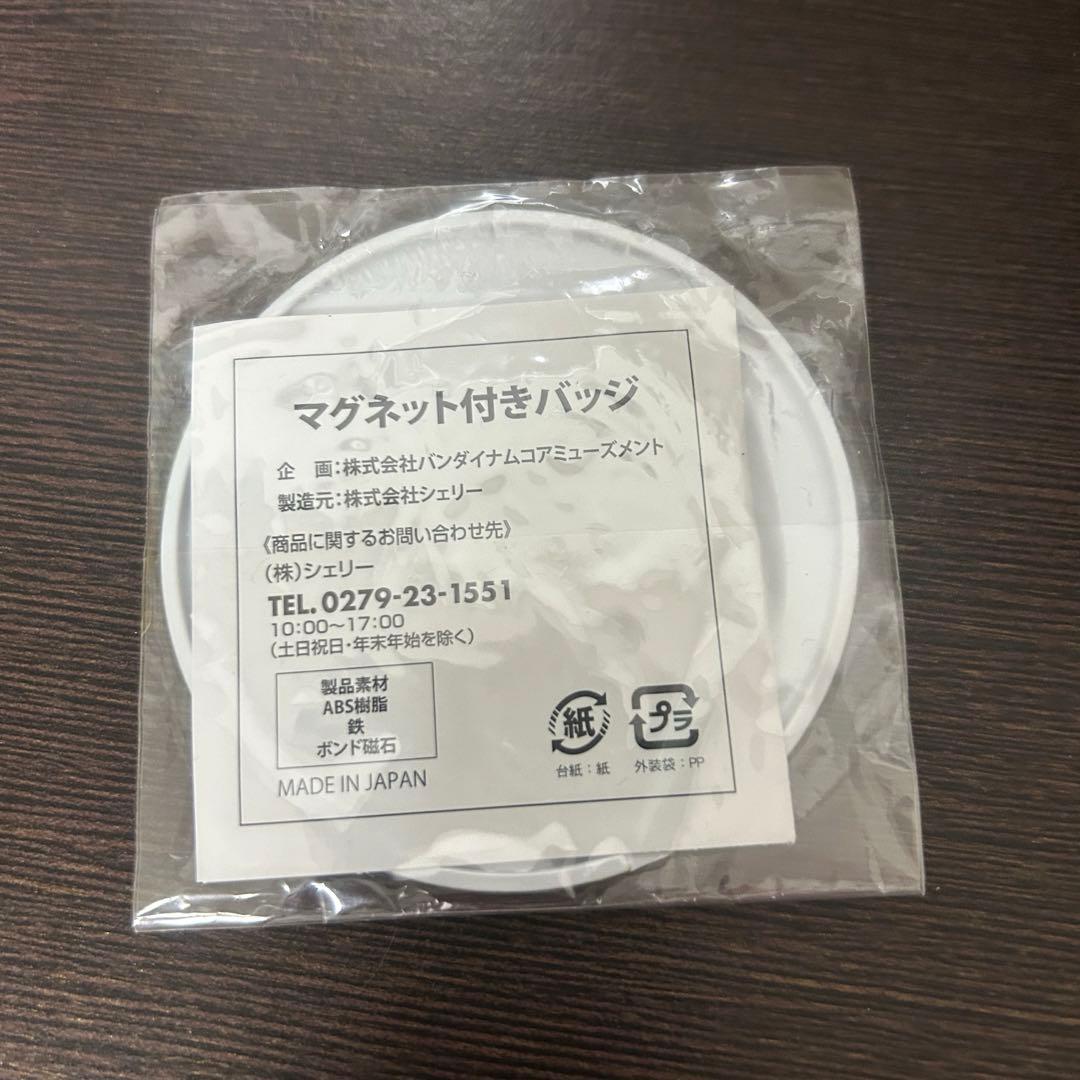 マグネット付きバッジ
企　画：株式会社バンダイナムコアミューズメント
製造元：株式会社シェリー
《商品に関するお問い合わせ先》
（株）シェリー
TEL. 0279-23-1551
10：00～17：00
（土日祝日・年末年始を除く）
製品素材
ABS樹脂
鉄
ボンド磁石
MADE IN JAPAN
紙
プラ
台紙：紙
外装袋：PP